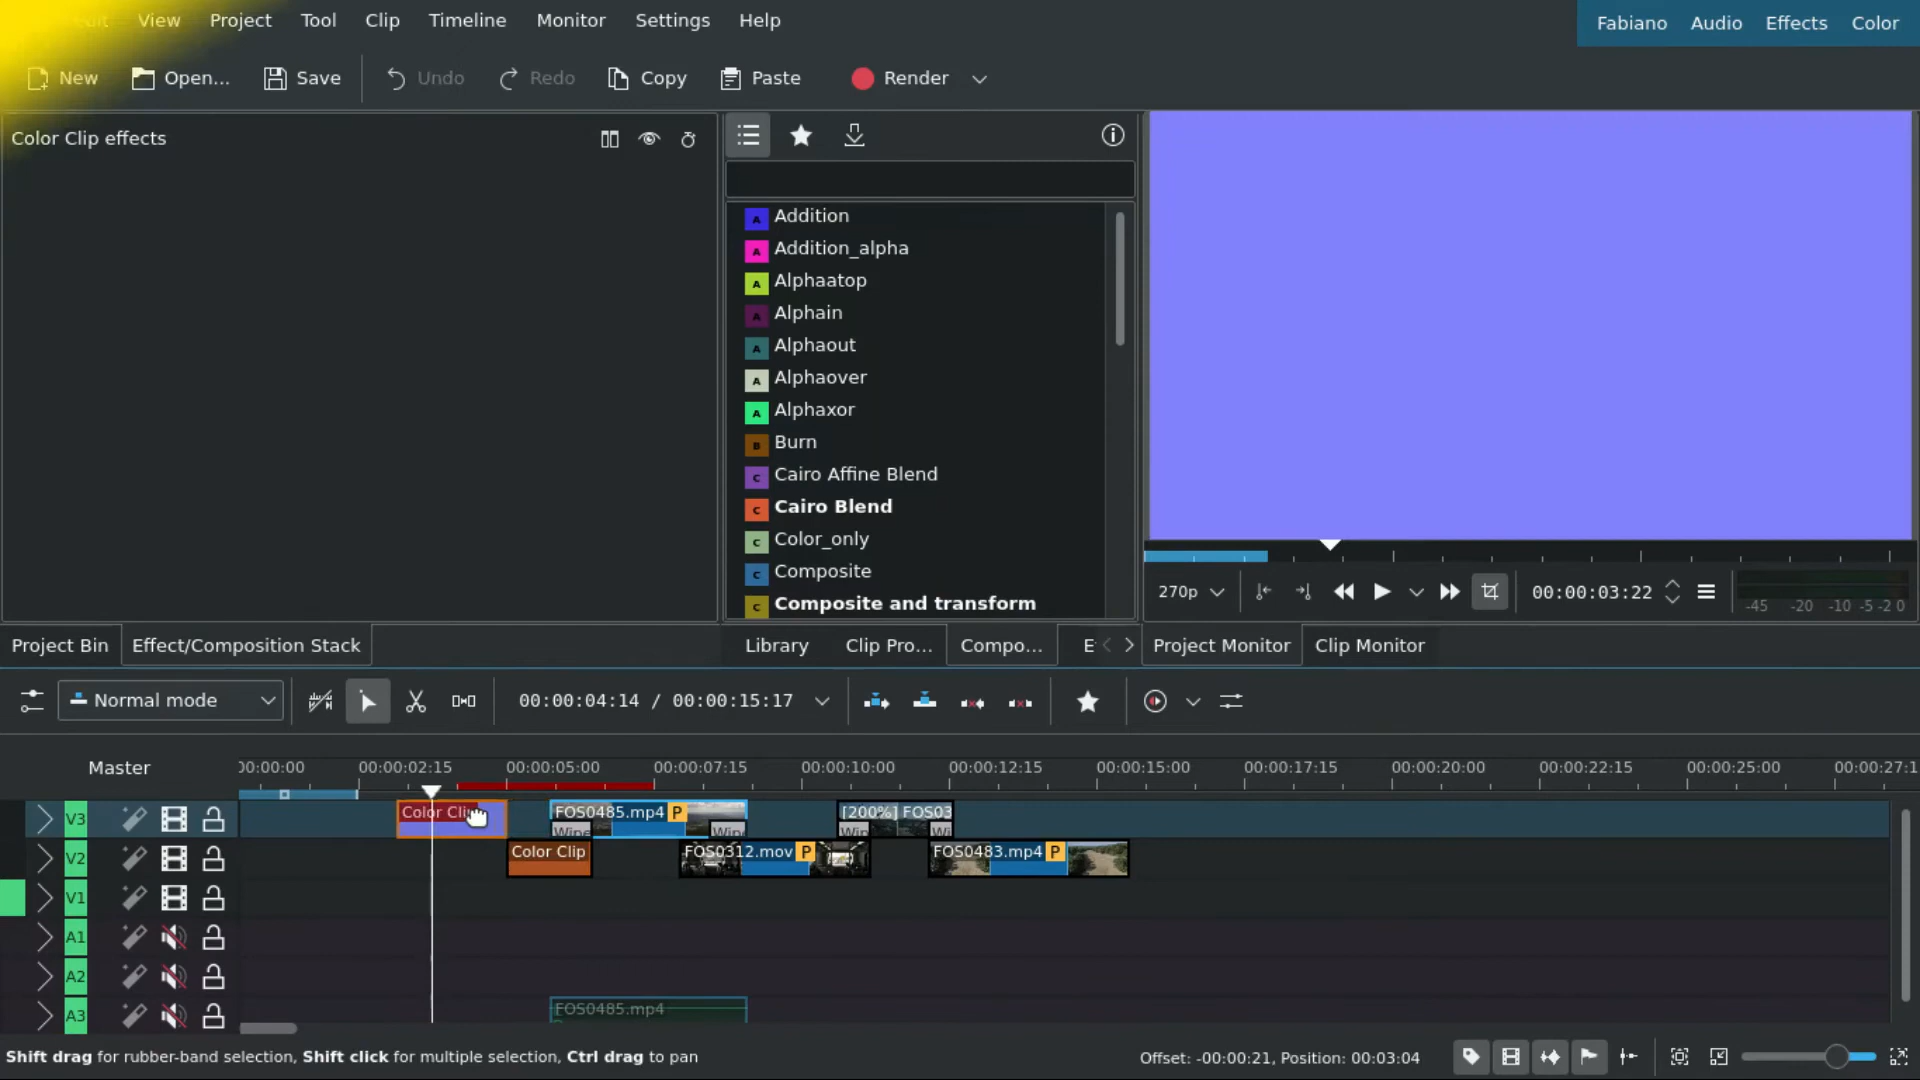 View Project Tool Clip Timeline Monitor Settings Help
Fabiano Audio Effects Color
New Open... Save Undo Redo Copy Paste Render
Color Clip effects
A Addition
A Addition_alpha
A Alphaatop
A Alphain
A Alphaout
A Alphaover
A Alphaxor
B Burn
C Cairo Affine Blend
C Cairo Blend
C Color_only
C Composite
C Composite and transform
270p 00:00:03:22 -45 -20 -10 -5 -2 0
Project Bin Effect/Composition Stack Library Clip Pro... Compo... E Project Monitor Clip Monitor
Normal mode 00:00:04:14 / 00:00:15:17
Master 00:00:00 00:00:02:15 00:00:05:00 00:00:07:15 00:00:10:00 00:00:12:15 00:00:15:00 00:00:17:15 00:00:20:00 00:00:22:15 00:00:25:00 00:00:27:1
V3 Color Cli FOS0485.mp4 P [200%] FOS03
Wipe Wipe Wip Wi
V2 Color Clip FOS0312.mov P FOS0483.mp4 P
V1
A1
A2
A3 FOS0485.mp4
Shift drag for rubber-band selection, Shift click for multiple selection, Ctrl drag to pan
Offset: -00:00:21, Position: 00:03:04